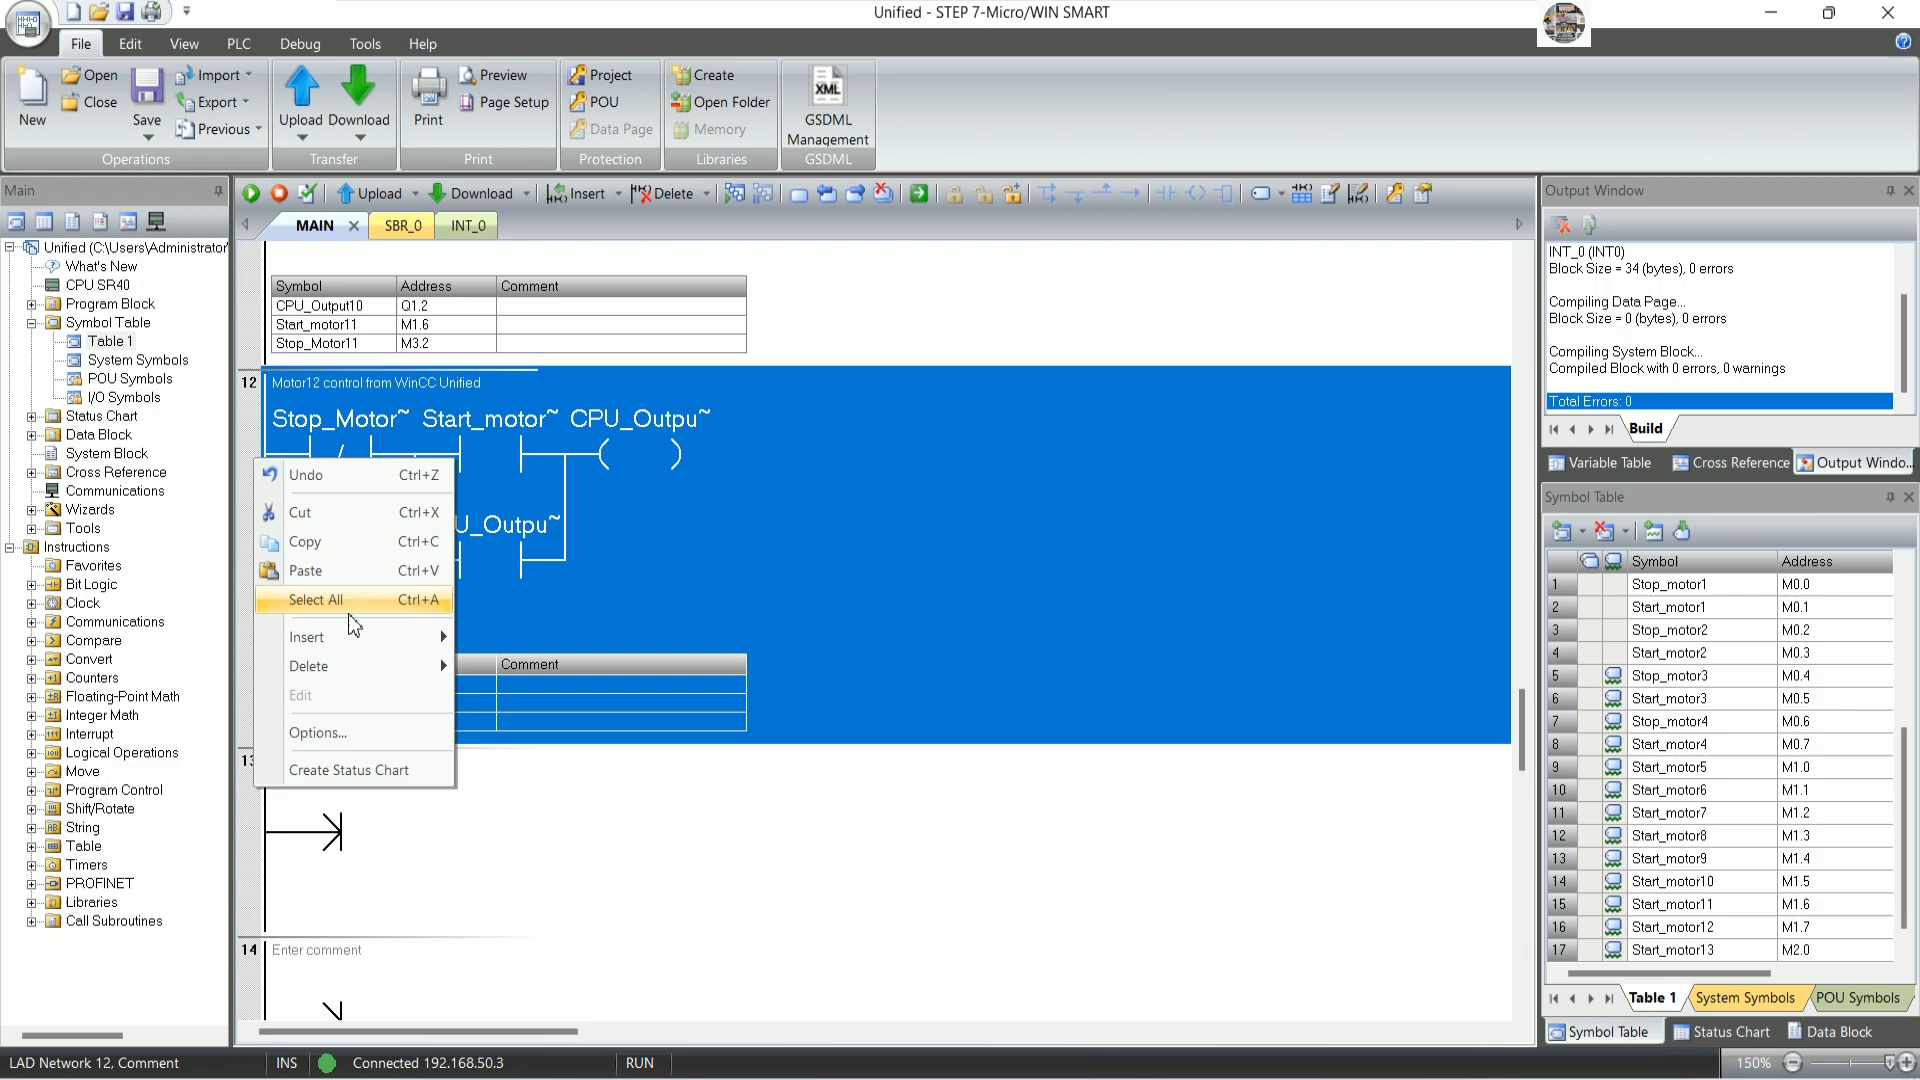 Unified - STEP 7-Micro/WIN SMART
File Edit View PLC Debug Tools Help
New
Open
Close
Save
Import
Export
Previous
Operations
Upload Download
Transfer
Print
Preview
Page Setup
Print
Project
POU
Data Page
Protection
Create
Open Folder
Memory
Libraries
XML
GSDML
Management
GSDML
Main
Unified (C:\Users\Administrator
What's New
CPU SR40
Program Block
Symbol Table
Table 1
System Symbols
POU Symbols
I/O Symbols
Status Chart
Data Block
System Block
Cross Reference
Communications
Wizards
Tools
Instructions
Favorites
Bit Logic
Clock
Communications
Compare
Convert
Counters
Floating-Point Math
Integer Math
Interrupt
Logical Operations
Move
Program Control
Shift/Rotate
String
Table
Timers
PROFINET
Libraries
Call Subroutines
Upload Download Insert Delete
MAIN SBR_0 INT_0
Symbol Address Comment
CPU_Output10 Q1.2
Start_motor11 M1.6
Stop_Motor11 M3.2
12 Motor12 control from WinCC Unified
Stop_Motor~ Start_motor~ CPU_Outpu~
U_Outpu~
Comment
Undo Ctrl+Z
Cut Ctrl+X
Copy Ctrl+C
Paste Ctrl+V
Select All Ctrl+A
Insert
Delete
Edit
Options...
Create Status Chart
13
14 Enter comment
Output Window
INT_0 (INT0)
Block Size = 34 (bytes), 0 errors
Compiling Data Page...
Block Size = 0 (bytes), 0 errors
Compiling System Block...
Compiled Block with 0 errors, 0 warnings
Total Errors: 0
Build
Variable Table Cross Reference Output Windo...
Symbol Table
Symbol Address
1 Stop_motor1 M0.0
2 Start_motor1 M0.1
3 Stop_motor2 M0.2
4 Start_motor2 M0.3
5 Stop_motor3 M0.4
6 Start_motor3 M0.5
7 Stop_motor4 M0.6
8 Start_motor4 M0.7
9 Start_motor5 M1.0
10 Start_motor6 M1.1
11 Start_motor7 M1.2
12 Start_motor8 M1.3
13 Start_motor9 M1.4
14 Start_motor10 M1.5
15 Start_motor11 M1.6
16 Start_motor12 M1.7
17 Start_motor13 M2.0
Table 1 System Symbols POU Symbols
Symbol Table Status Chart Data Block
LAD Network 12, Comment INS Connected 192.168.50.3 RUN 150%